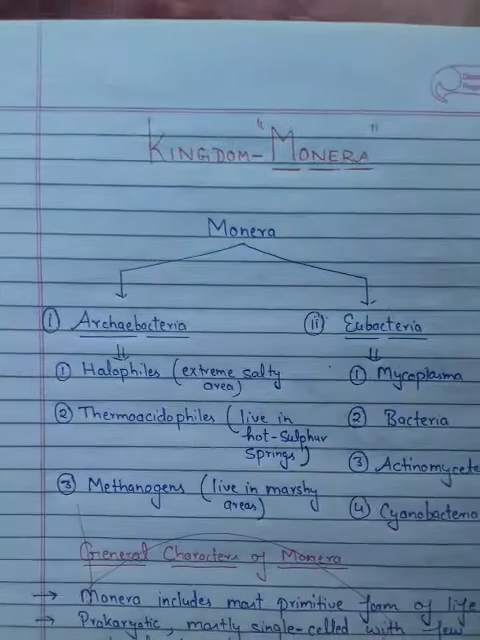 KINGDOM- "MONERA"
Monera
(i) Archaebacteria
(ii) Eubacteria
① Halophiles (extreme salty
area)
② Thermoacidophiles (live in
hot-sulphur
springs)
③ Methanogens (live in marshy
areas)
① Mycoplasma
② Bacteria
③ Actinomycete
④ Cyanobacteria
General Characters of Monera
→ Monera includes most primitive form of life
→ Prokaryotic, mostly single-celled with few